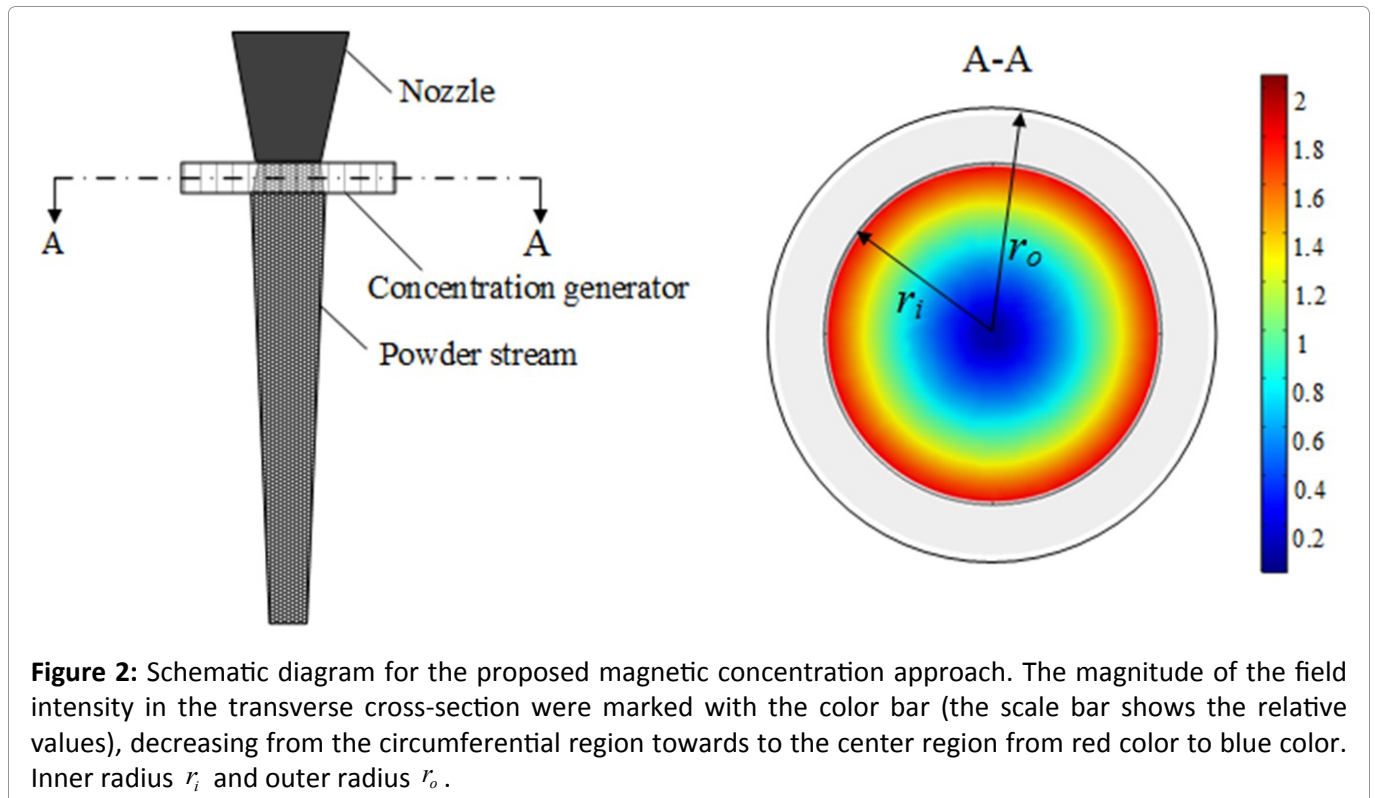 A-A
Nozzle
A
A
Concentration generator
Powder stream
r_o
r_i
2
1.8
1.6
1.4
1.2
1
0.8
0.6
0.4
0.2
Figure 2: Schematic diagram for the proposed magnetic concentration approach. The magnitude of the field
intensity in the transverse cross-section were marked with the color bar (the scale bar shows the relative
values), decreasing from the circumferential region towards to the center region from red color to blue color.
Inner radius r_i and outer radius r_o .